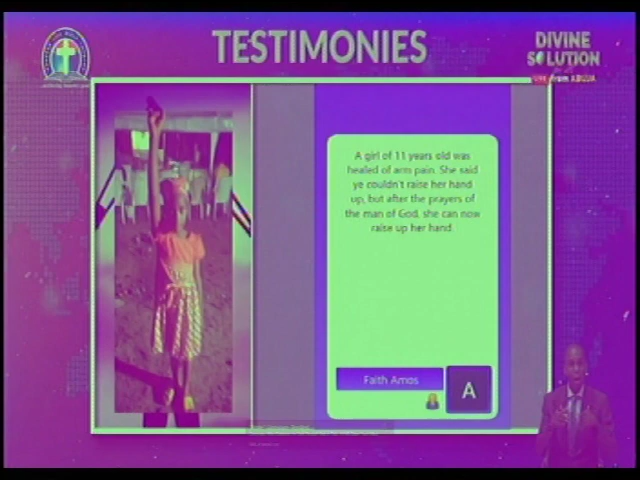 TESTIMONIES
DIVINE
SOLUTION
LIVE from ABUJA
A girl of 11 years old was
healed of arm pain. She said
ye couldn't raise her hand
up, but after the prayers of
the man of God, she can now
raise up her hand.
Faith Amos
A